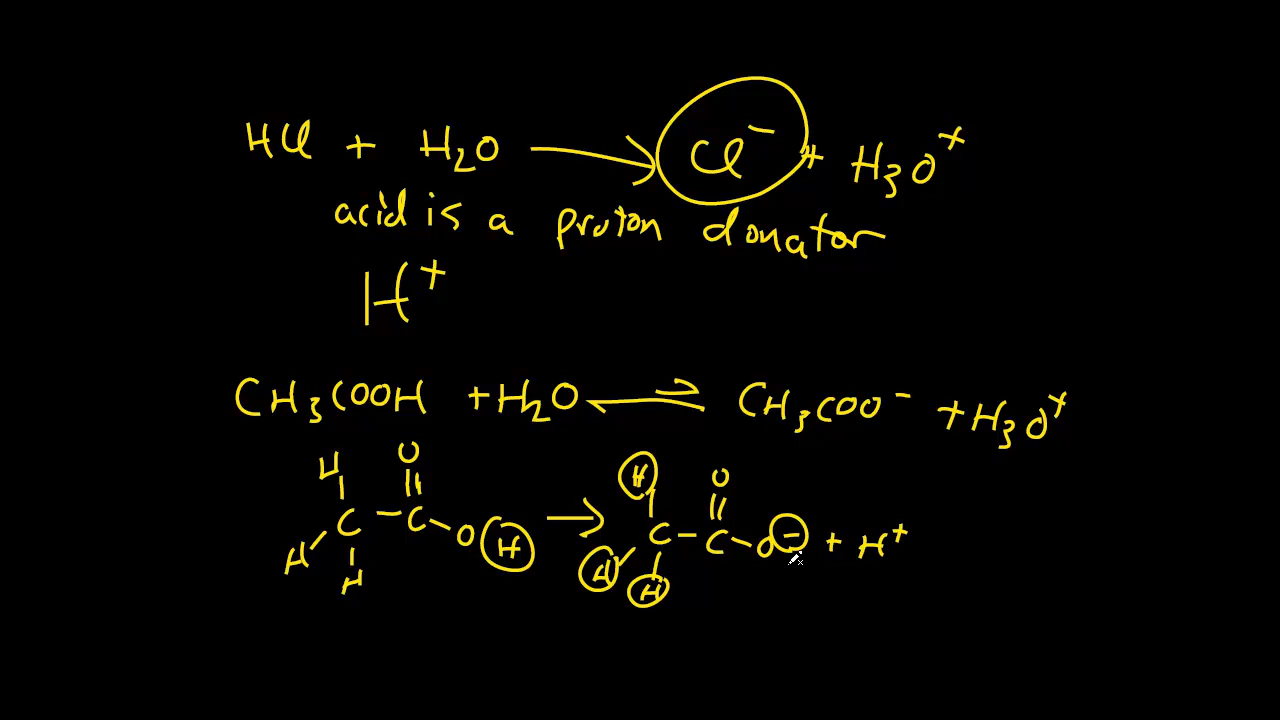 HCl + H₂O → Cl⁻ + H₃O⁺
acid is a proton donator
H⁺
CH₃COOH + H₂O ⇌ CH₃COO⁻ + H₃O⁺
H O H O
H C – C O H → H C – C O – + H⁺
H H